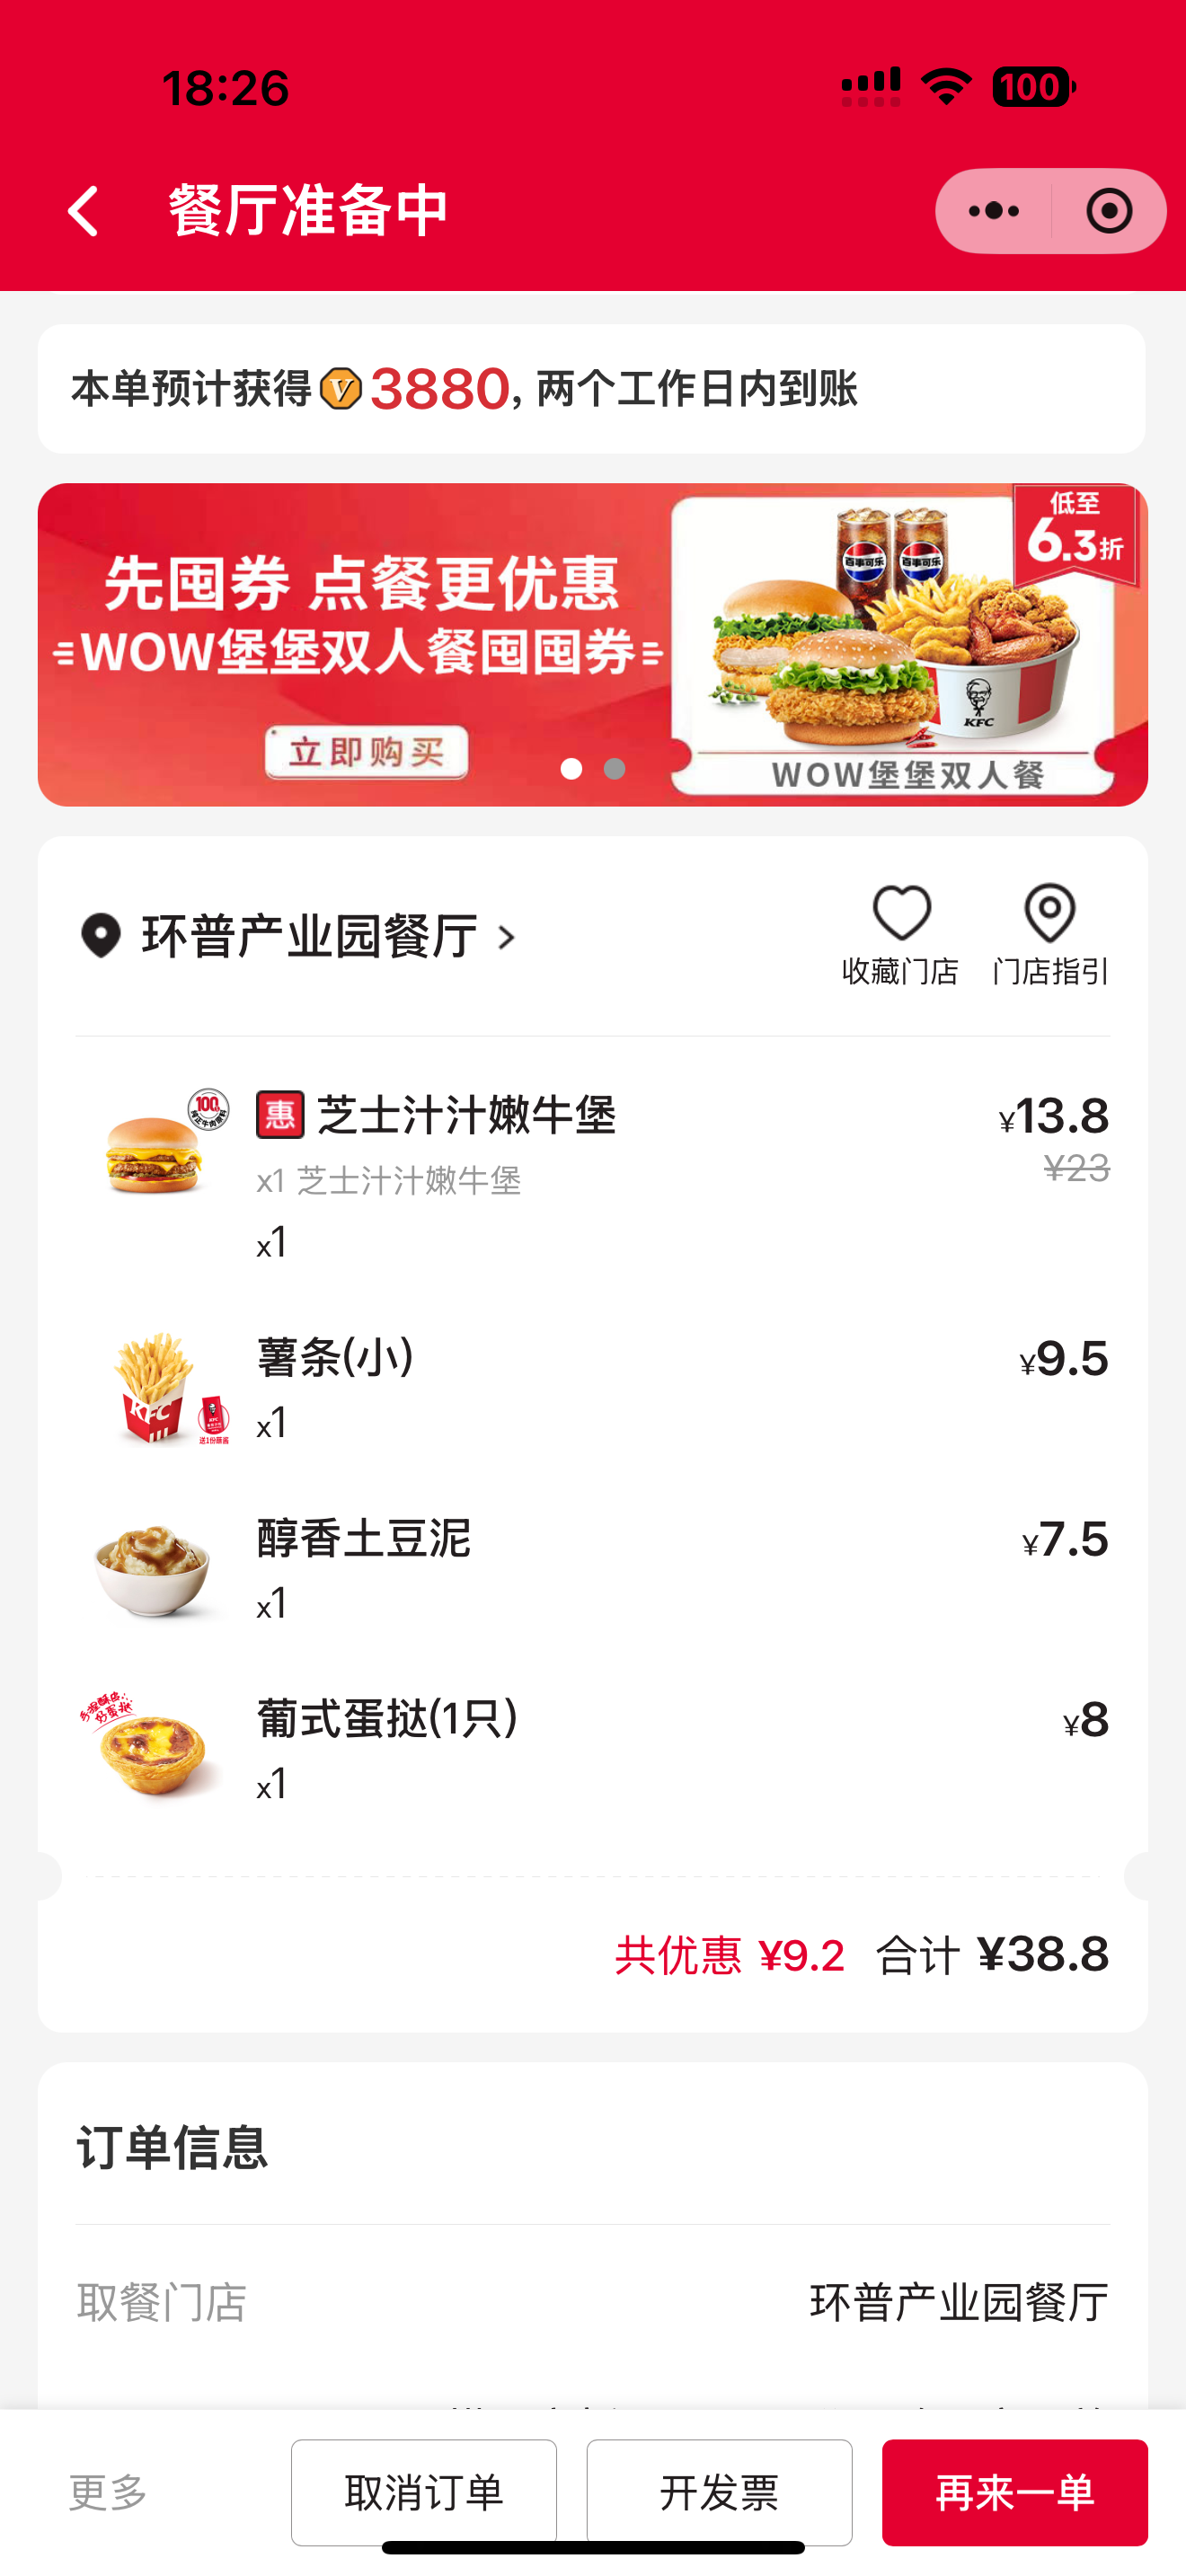 18:26
100
餐厅准备中
本单预计获得 V 3880, 两个工作日内到账
先囤券 点餐更优惠
WOW堡堡双人餐囤囤券
立即购买
低至
6.3折
百事可乐 百事可乐
KFC
WOW堡堡双人餐
环普产业园餐厅 >
收藏门店 门店指引
100%
惠 芝士汁汁嫩牛堡 ¥13.8
x1 芝士汁汁嫩牛堡 ¥23
x1
薯条(小) ¥9.5
KFC
x1
醇香土豆泥 ¥7.5
x1
葡式蛋挞(1只) ¥8
x1
共优惠 ¥9.2 合计 ¥38.8
订单信息
取餐门店 环普产业园餐厅
更多 取消订单 开发票 再来一单